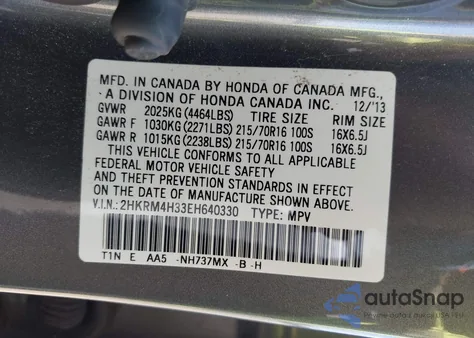 MFD. IN CANADA BY HONDA OF CANADA MFG.,
A DIVISION OF HONDA CANADA INC. 12/'13
GVWR 2025KG(4464LBS) TIRE SIZE RIM SIZE
GAWR F 1030KG(2271LBS) 215/70R16 100S 16X6.5J
GAWR R 1015KG(2238LBS) 215/70R16 100S 16X6.5J
THIS VEHICLE CONFORMS TO ALL APPLICABLE
FEDERAL MOTOR VEHICLE SAFETY
AND THEFT PREVENTION STANDARDS IN EFFECT
ON THE DATE OF MANUFACTURE SHOWN ABOVE.
V.I.N.: 2HKRM4H33EH640330 TYPE: MPV
T1N E AA5 -NH737MX -B -H
autoSnap